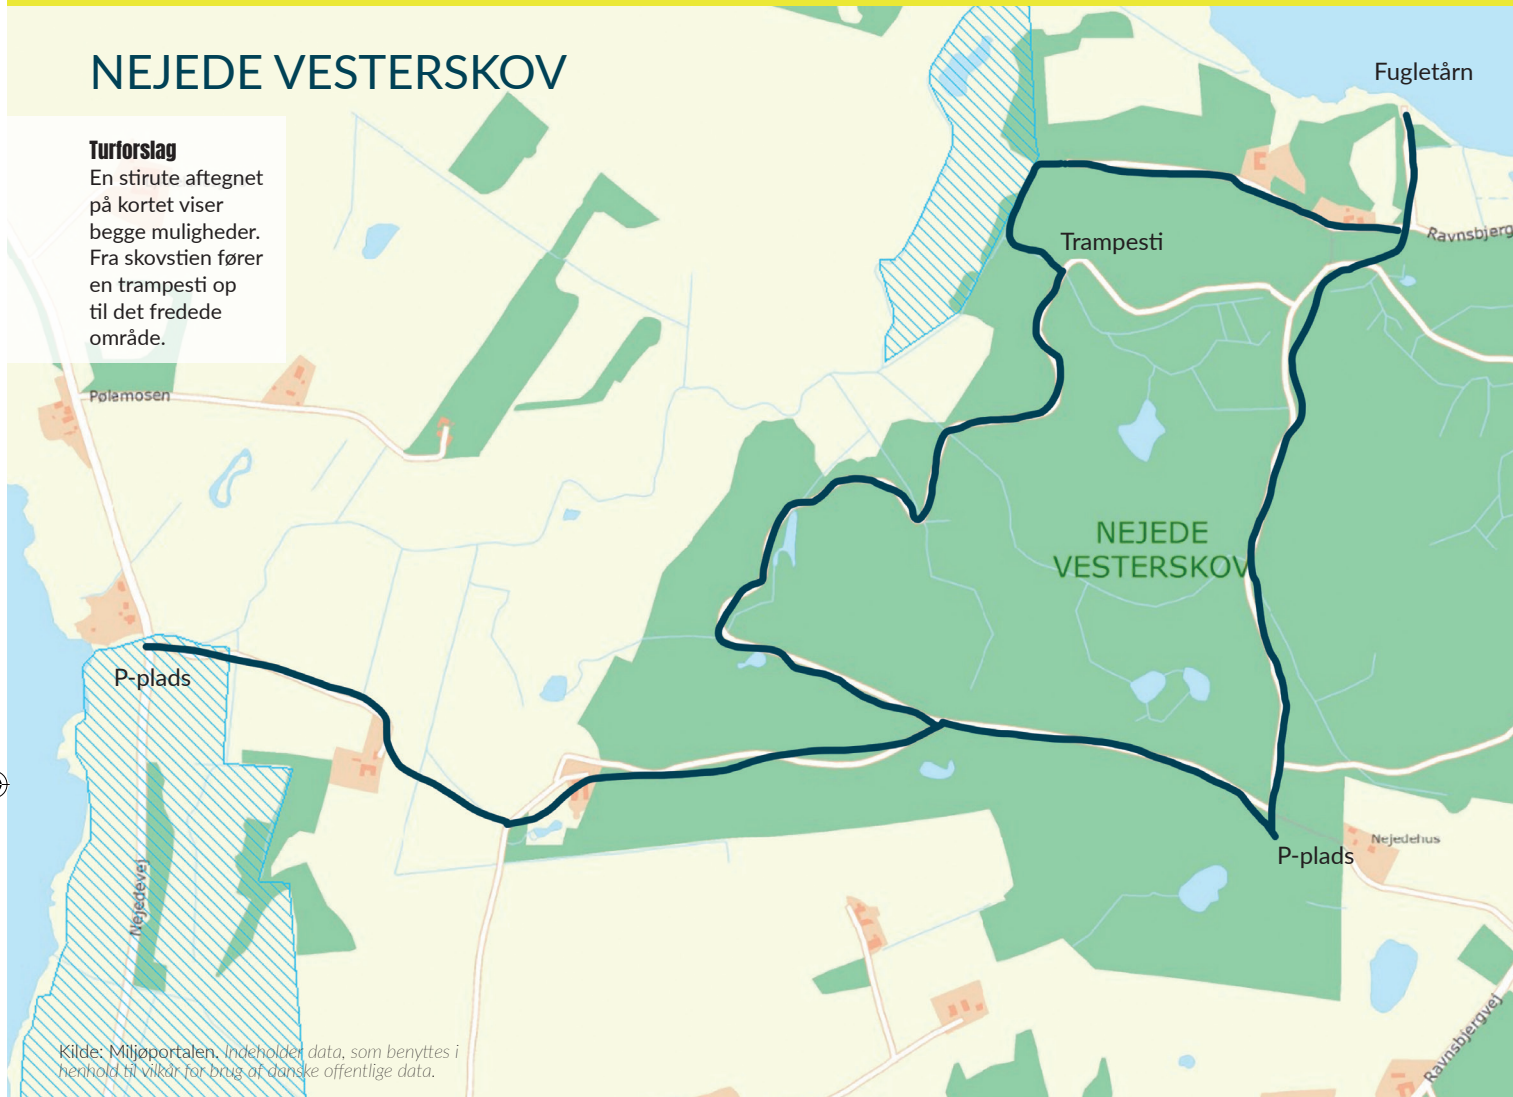 NEJEDE VESTERSKOV
Turforslag
En stirute aftegnet
på kortet viser
begge muligheder.
Fra skovstien fører
en trampesti op
til det fredede
område.
Fugletårn
Trampesti
Ravnsbjerg
Pølamosen
NEJEDE
VESTERSKOV
P-plads
P-plads
Nejedehus
Nejedevej
Ravnsbjergvej
Kilde: Miljøportalen. Indeholder data, som benyttes i
henhold til vilkår for brug af danske offentlige data.